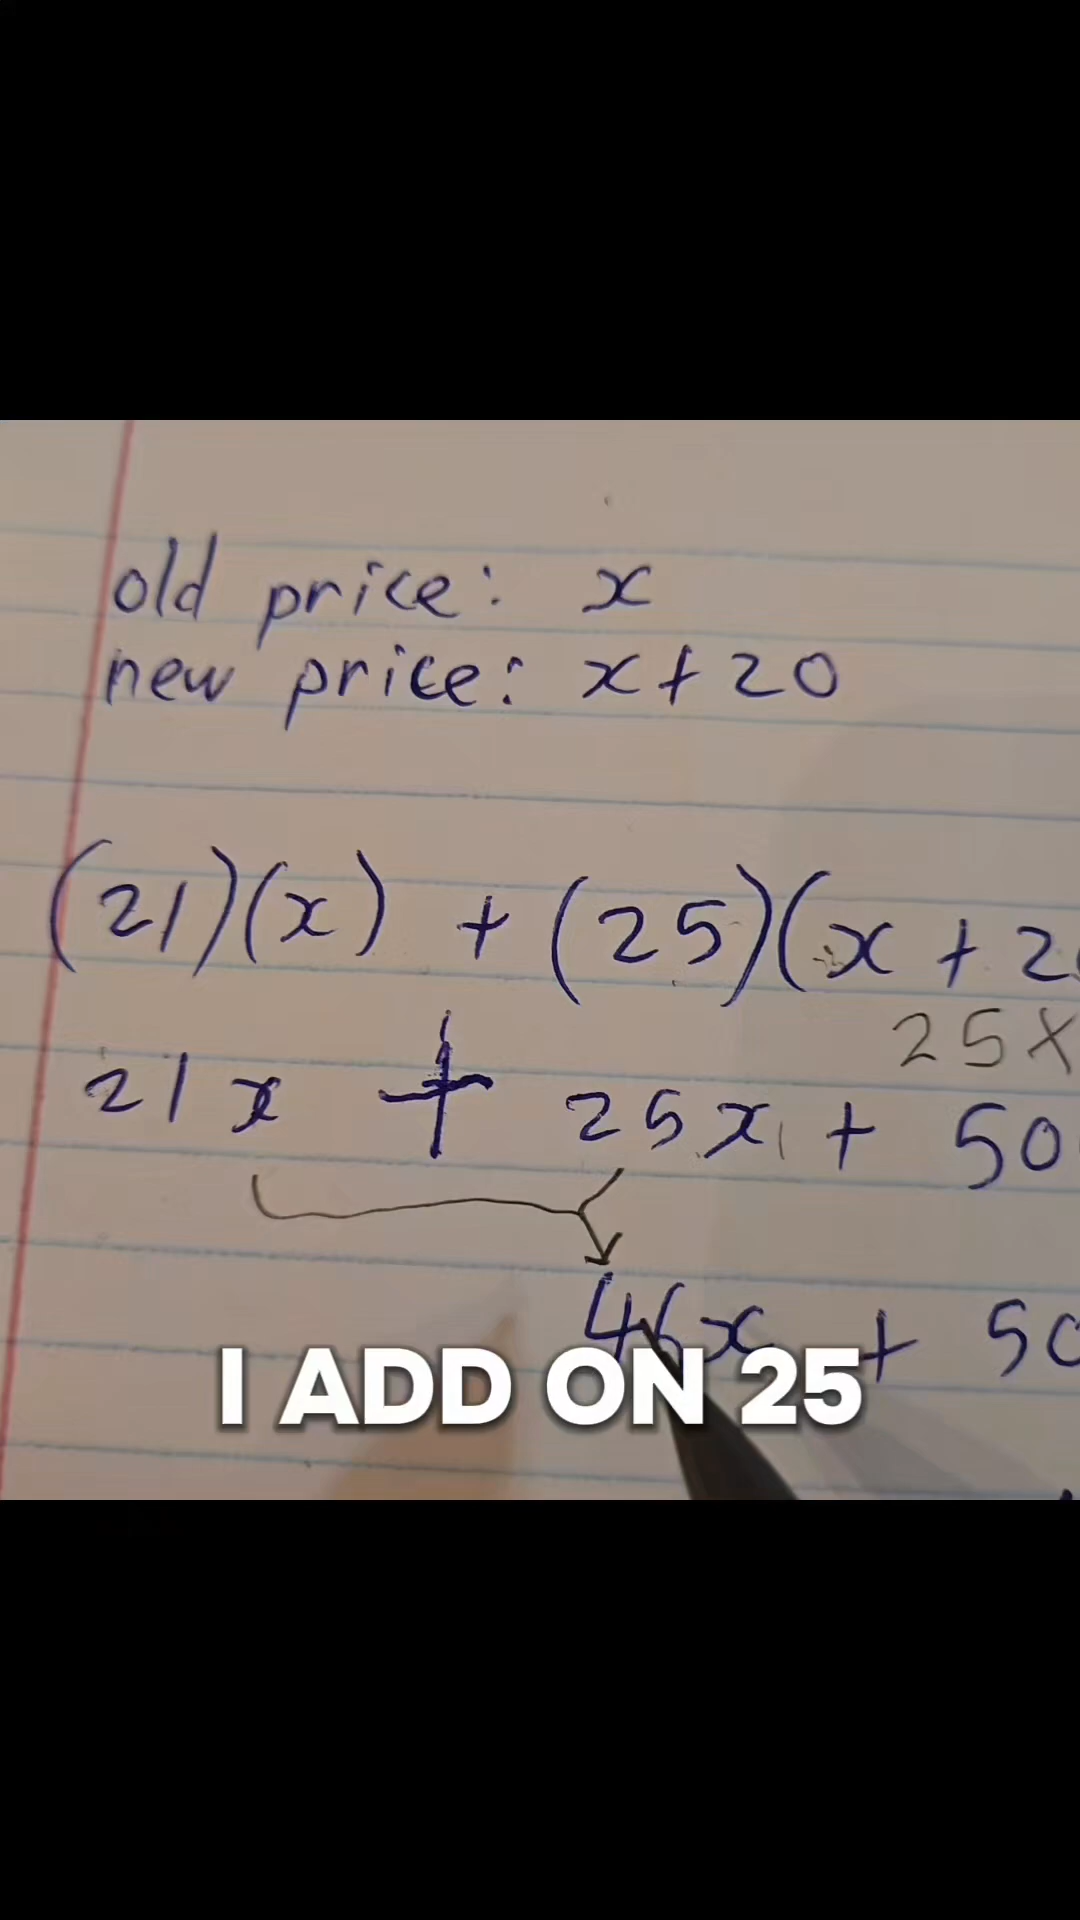 old price: x
new price: x + 20
(21)(x) + (25)(x + 2
25x
21x + 25x + 50
46x + 50
I ADD ON 25